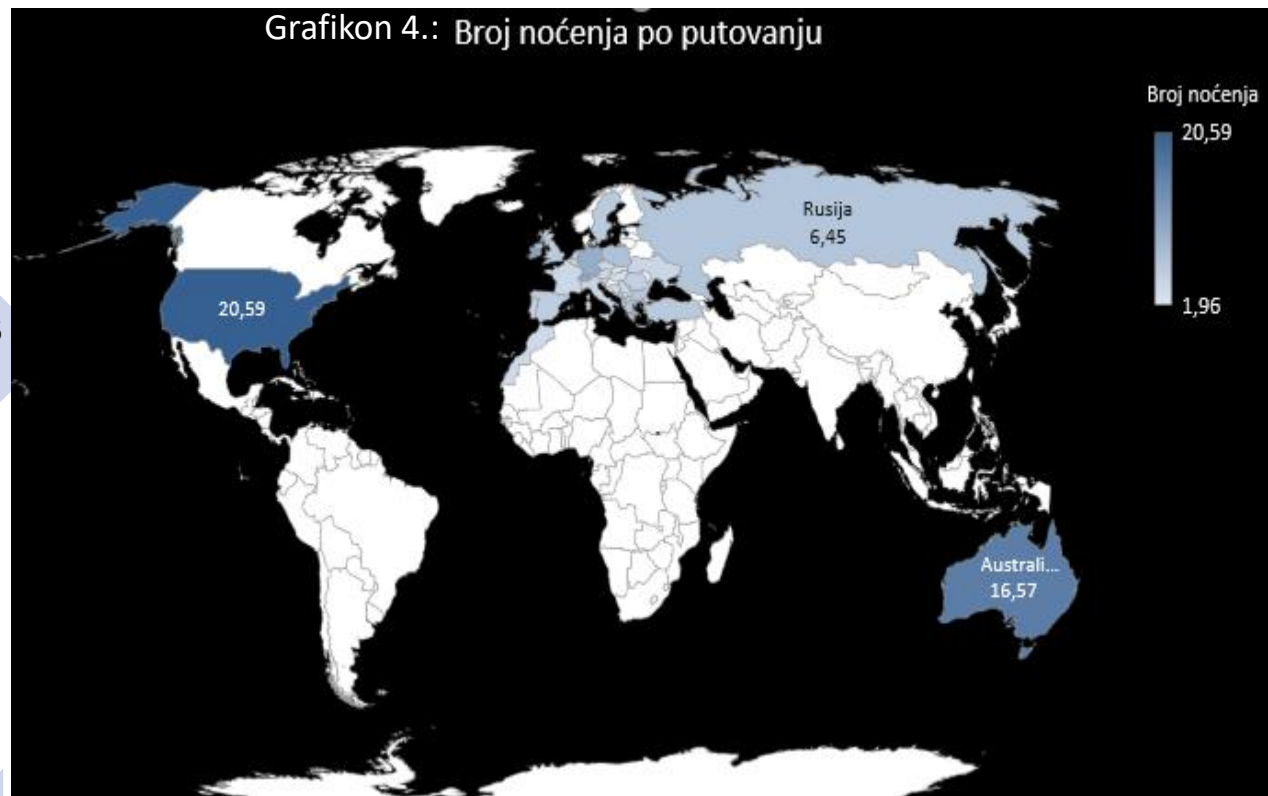 Grafikon 4.: Broj noćenja po putovanju
Broj noćenja
20,59
1,96
Rusija
6,45
20,59
Australi...
16,57